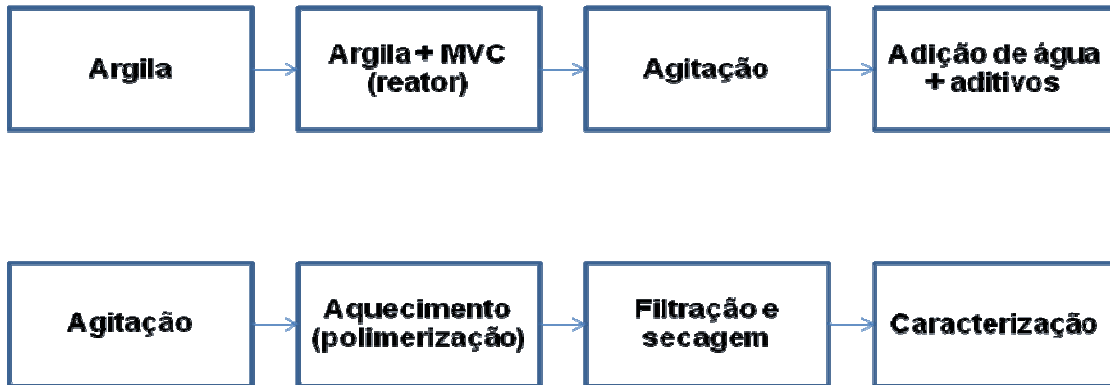 Argila
Argila + MVC
(reator)
Agitação
Adição de água
+ aditivos
Agitação
Aquecimento
(polimerização)
Filtração e
secagem
Caracterização